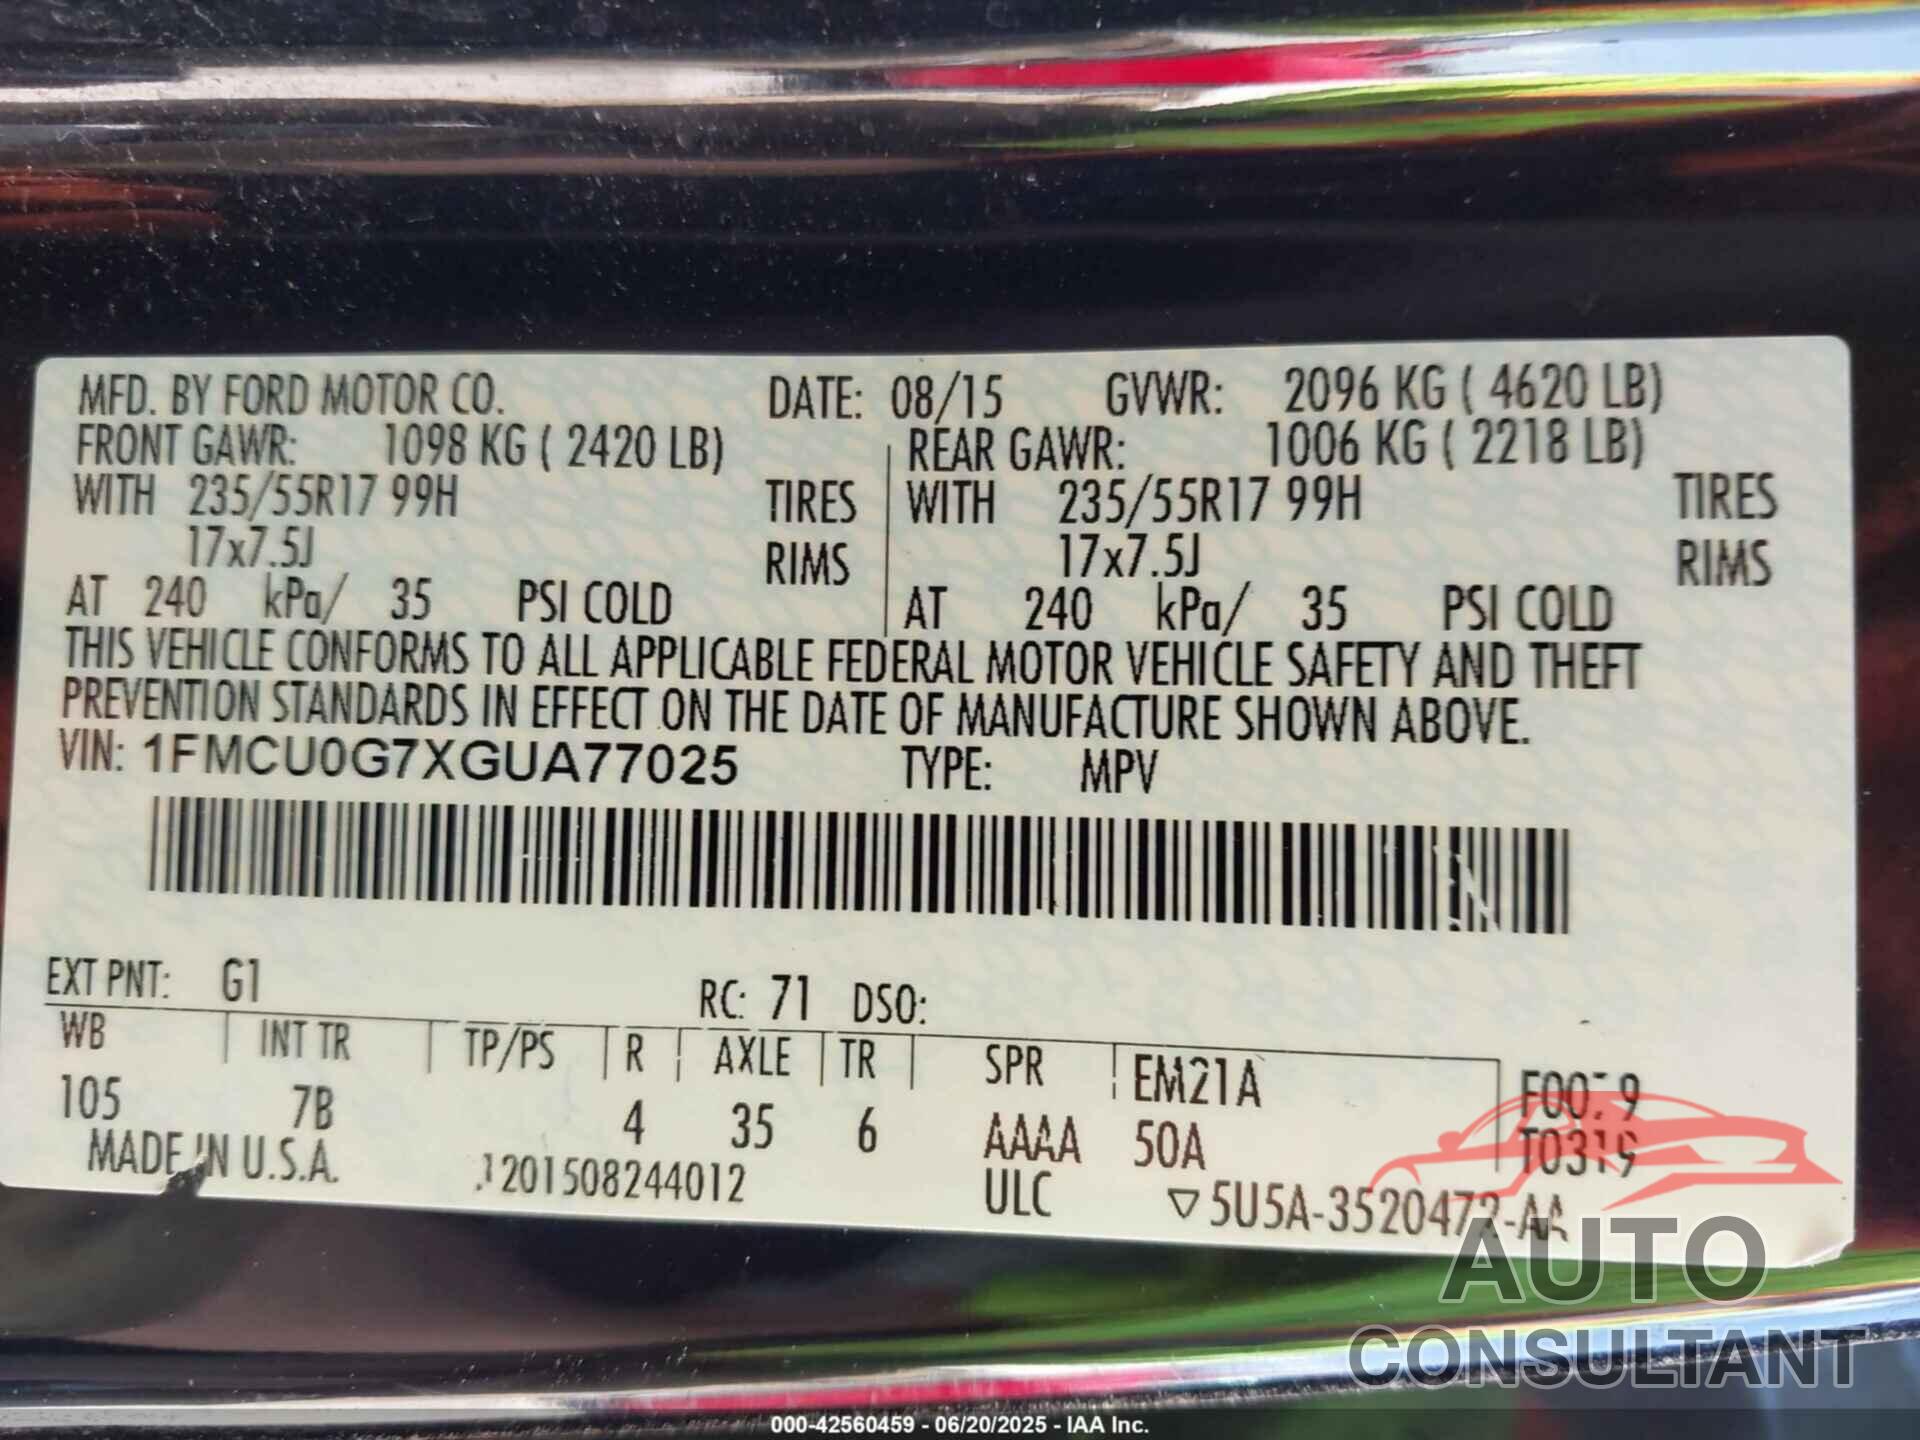 MFD. BY FORD MOTOR CO. DATE: 08/15 GVWR: 2096 KG ( 4620 LB)
FRONT GAWR: 1098 KG ( 2420 LB) REAR GAWR: 1006 KG ( 2218 LB)
WITH 235/55R17 99H TIRES WITH 235/55R17 99H TIRES
17x7.5J RIMS 17x7.5J RIMS
AT 240 kPa/ 35 PSI COLD AT 240 kPa/ 35 PSI COLD
THIS VEHICLE CONFORMS TO ALL APPLICABLE FEDERAL MOTOR VEHICLE SAFETY AND THEFT
PREVENTION STANDARDS IN EFFECT ON THE DATE OF MANUFACTURE SHOWN ABOVE.
VIN: 1FMCU0G7XGUA77025 TYPE: MPV
EXT PNT: G1 RC: 71 DSO:
WB INT TR TP/PS R AXLE TR SPR EM21A
105 7B 4 35 6 AAAA 50A T0319
MADE IN U.S.A. ULC ▽5U5A-3520472-AA
AUTO
CONSULTANT
000-42560459 - 06/20/2025 - IAA Inc.